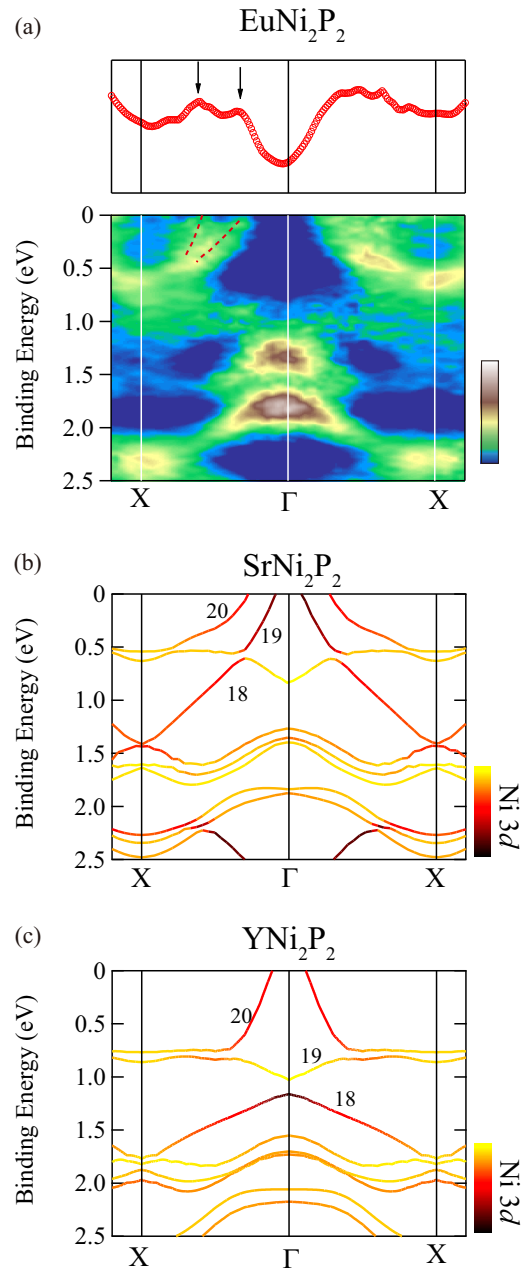 (a)
EuNi2P2
Binding Energy (eV)
0
0.5
1.0
1.5
2.0
2.5
X
Γ
X
(b)
SrNi2P2
Binding Energy (eV)
0
0.5
1.0
1.5
2.0
2.5
20
19
18
X
Γ
X
Ni 3d
(c)
YNi2P2
Binding Energy (eV)
0
0.5
1.0
1.5
2.0
2.5
20
19
18
X
Γ
X
Ni 3d